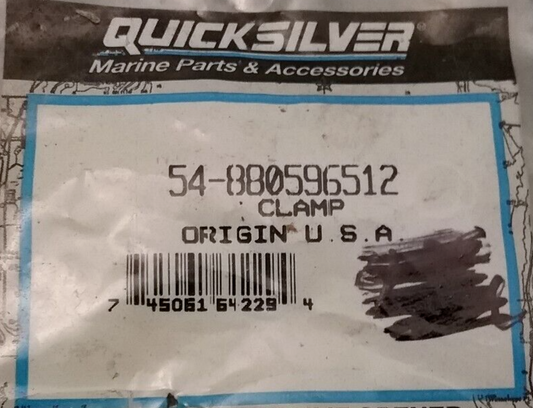 QUICKSILVER®
Marine Parts & Accessories
54-880596512
CLAMP
ORIGIN U.S.A
7 45061 64229 4